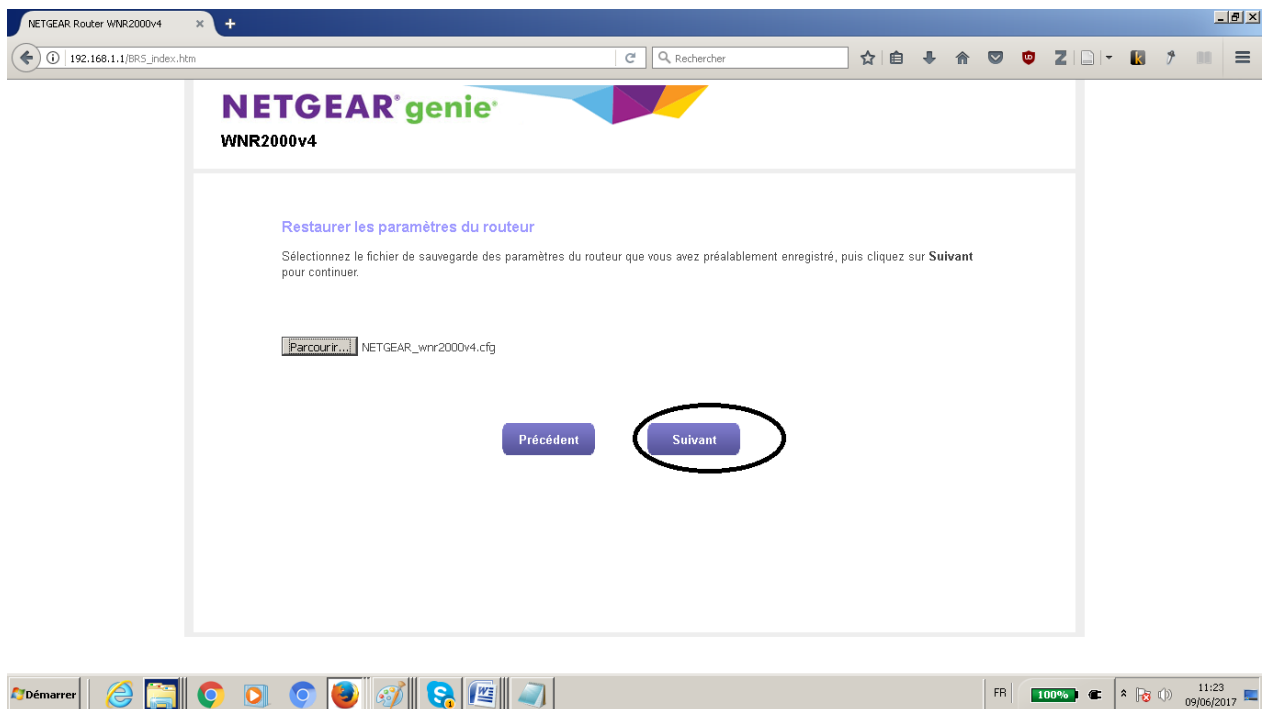 NETGEAR Router WNR2000v4
192.168.1.1/BRS_index.htm
Rechercher
NETGEAR® genie®
WNR2000v4
Restaurer les paramètres du routeur
Sélectionnez le fichier de sauvegarde des paramètres du routeur que vous avez préalablement enregistré, puis cliquez sur Suivant
pour continuer.
Parcourir... NETGEAR_wnr2000v4.cfg
Précédent Suivant
Démarrer
FR
100%
11:23
09/06/2017